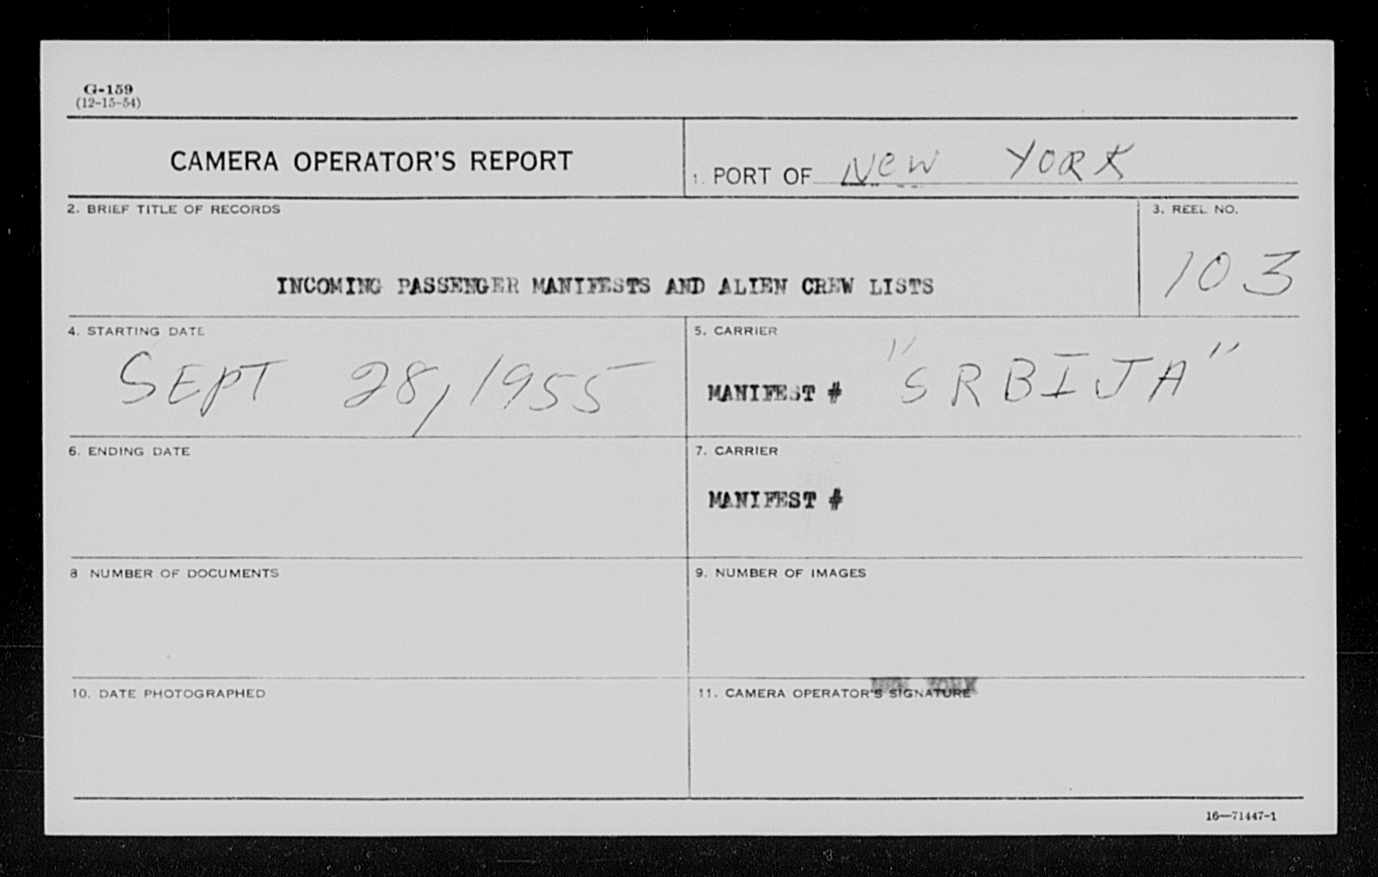 G-159
(12-15-54)
CAMERA OPERATOR'S REPORT
1. PORT OF New YORK
2. BRIEF TITLE OF RECORDS
3. REEL NO.
INCOMING PASSENGER MANIFESTS AND ALIEN CREW LISTS
103
4. STARTING DATE
5. CARRIER
SEPT 28, 1955
MANIFEST # "SRBIJA"
6. ENDING DATE
7. CARRIER
MANIFEST #
8 NUMBER OF DOCUMENTS
9. NUMBER OF IMAGES
10. DATE PHOTOGRAPHED
NEW YORK
11. CAMERA OPERATOR'S SIGNATURE
16—71447-1